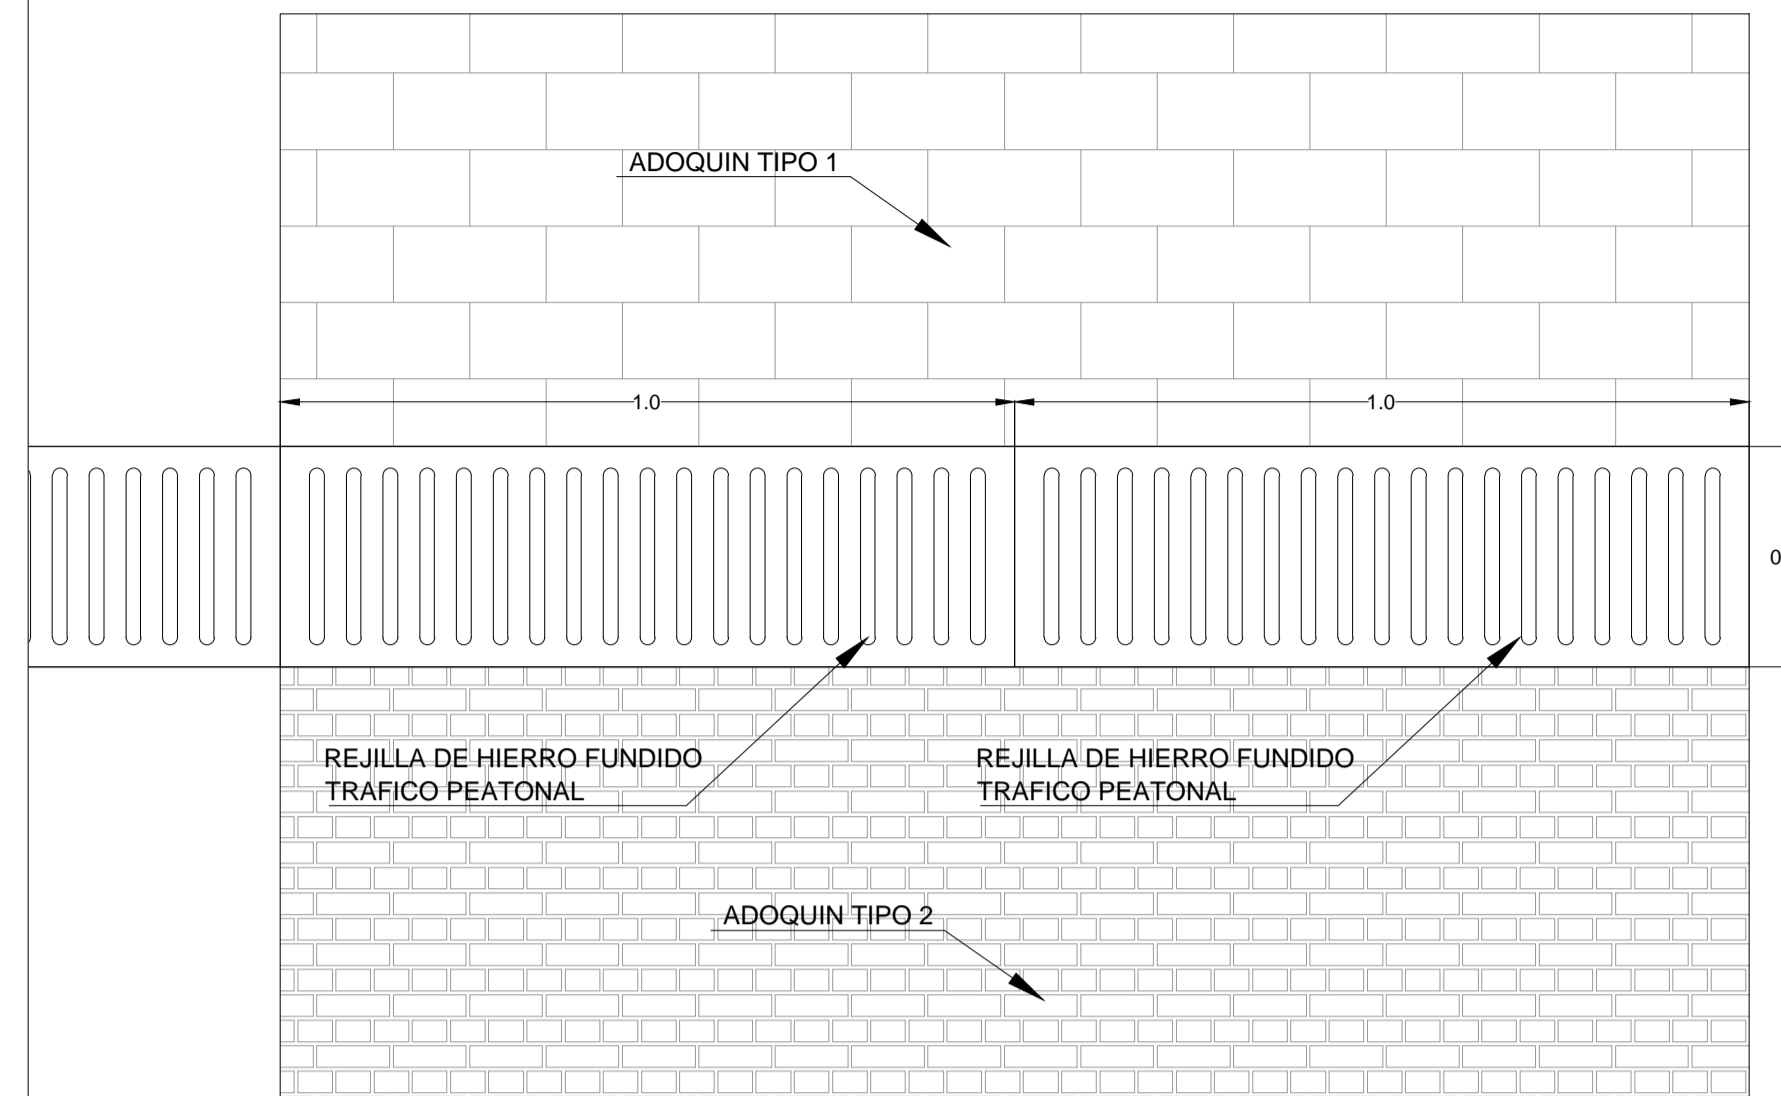 ADOQUIN TIPO 1
1.0
1.0
0
REJILLA DE HIERRO FUNDIDO
TRAFICO PEATONAL
REJILLA DE HIERRO FUNDIDO
TRAFICO PEATONAL
ADOQUIN TIPO 2